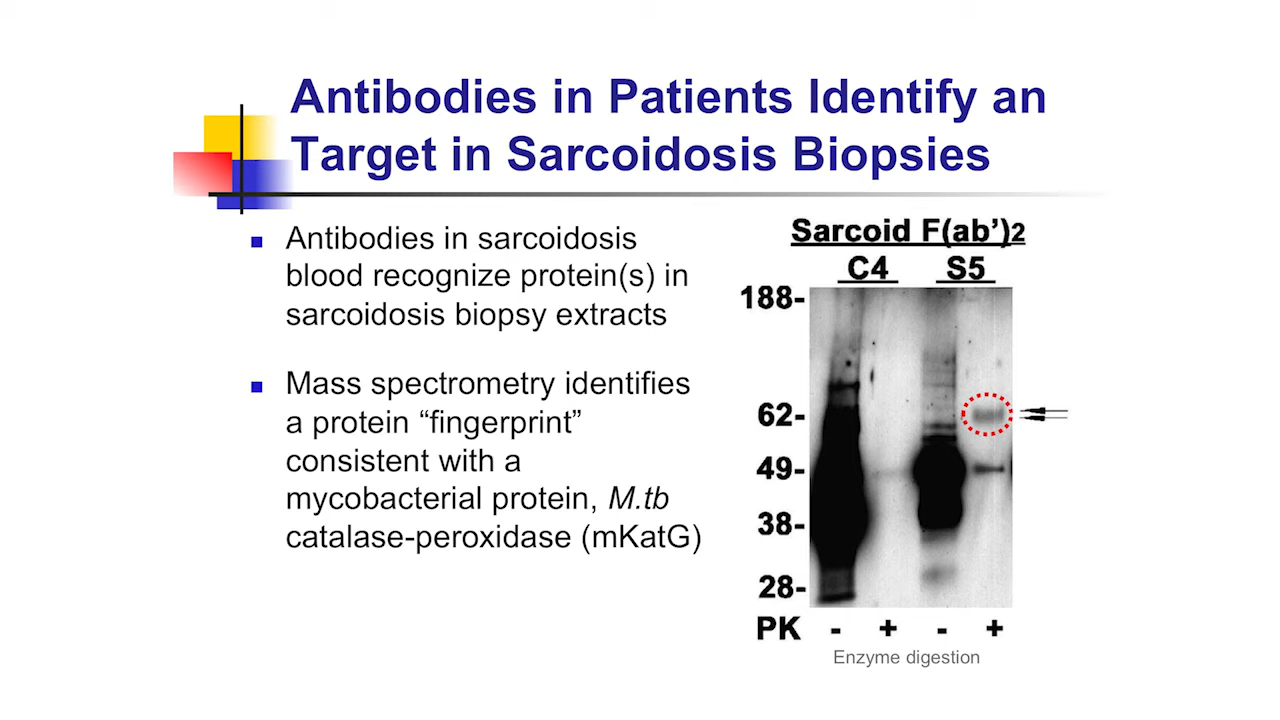 Antibodies in Patients Identify an
Target in Sarcoidosis Biopsies
Antibodies in sarcoidosis
blood recognize protein(s) in
sarcoidosis biopsy extracts
Mass spectrometry identifies
a protein “fingerprint”
consistent with a
mycobacterial protein, M.tb
catalase-peroxidase (mKatG)
Sarcoid F(ab’)2
C4 S5
188-
62-
49-
38-
28-
PK - + - +
Enzyme digestion